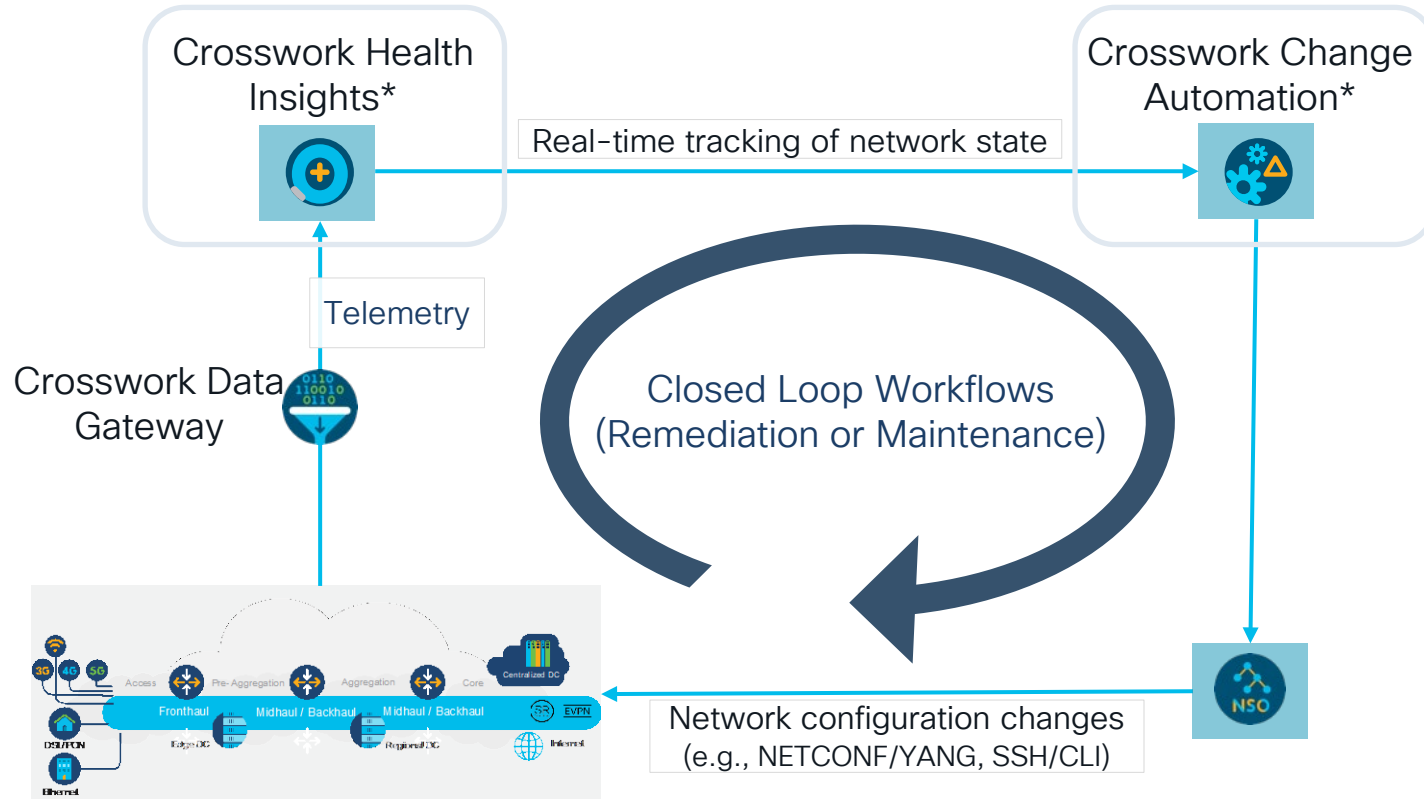 Crosswork Health
Insights*
Crosswork Change
Automation*
Real-time tracking of network state
Telemetry
Crosswork Data
Gateway
0110
110010
0110
Closed Loop Workflows
(Remediation or Maintenance)
3G 4G 5G
Access
Pre-Aggregation
Aggregation
Core
Centralized DC
Fronthaul
Midhaul / Backhaul
Midhaul / Backhaul
SR
EVPN
DSL/PON
Edge DC
Regional DC
Internet
Ethernet
NSO
Network configuration changes
(e.g., NETCONF/YANG, SSH/CLI)